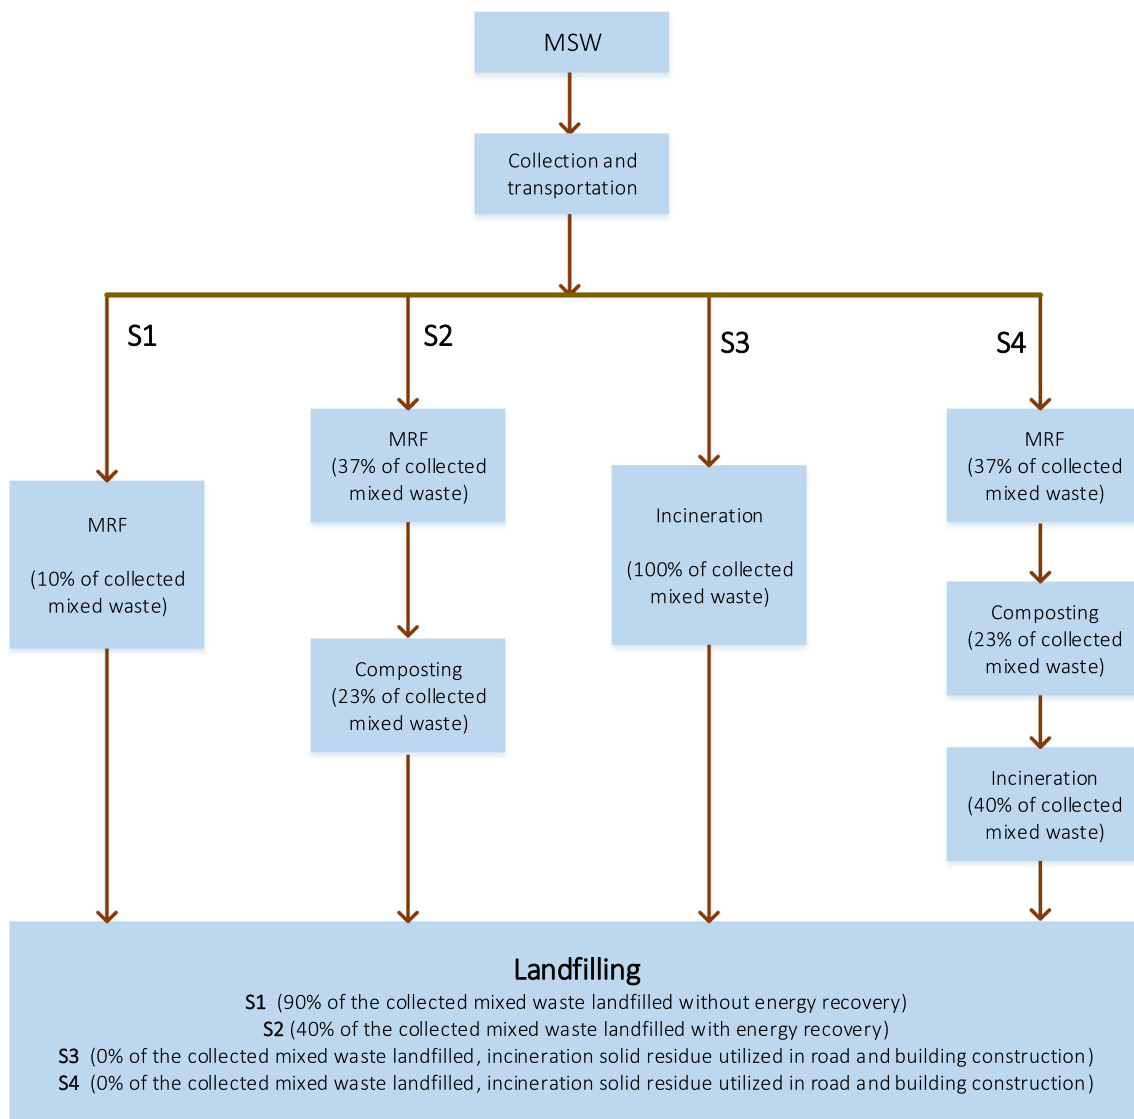 MSW
Collection and
transportation
S1
S2
S3
S4
MRF
(10% of collected
mixed waste)
MRF
(37% of collected
mixed waste)
Composting
(23% of collected
mixed waste)
Incineration
(100% of collected
mixed waste)
MRF
(37% of collected
mixed waste)
Composting
(23% of collected
mixed waste)
Incineration
(40% of collected
mixed waste)
Landfilling
S1 (90% of the collected mixed waste landfilled without energy recovery)
S2 (40% of the collected mixed waste landfilled with energy recovery)
S3 (0% of the collected mixed waste landfilled, incineration solid residue utilized in road and building construction)
S4 (0% of the collected mixed waste landfilled, incineration solid residue utilized in road and building construction)